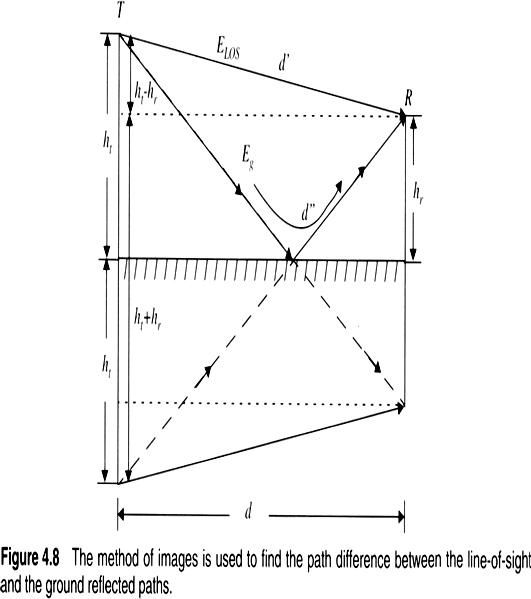 T
E_LOS
d'
h_t-h_r
R
h_t
E_g
d"
h_r
h_t+h_r
h_t
d
Figure 4.8 The method of images is used to find the path difference between the line-of-sight
and the ground reflected paths.